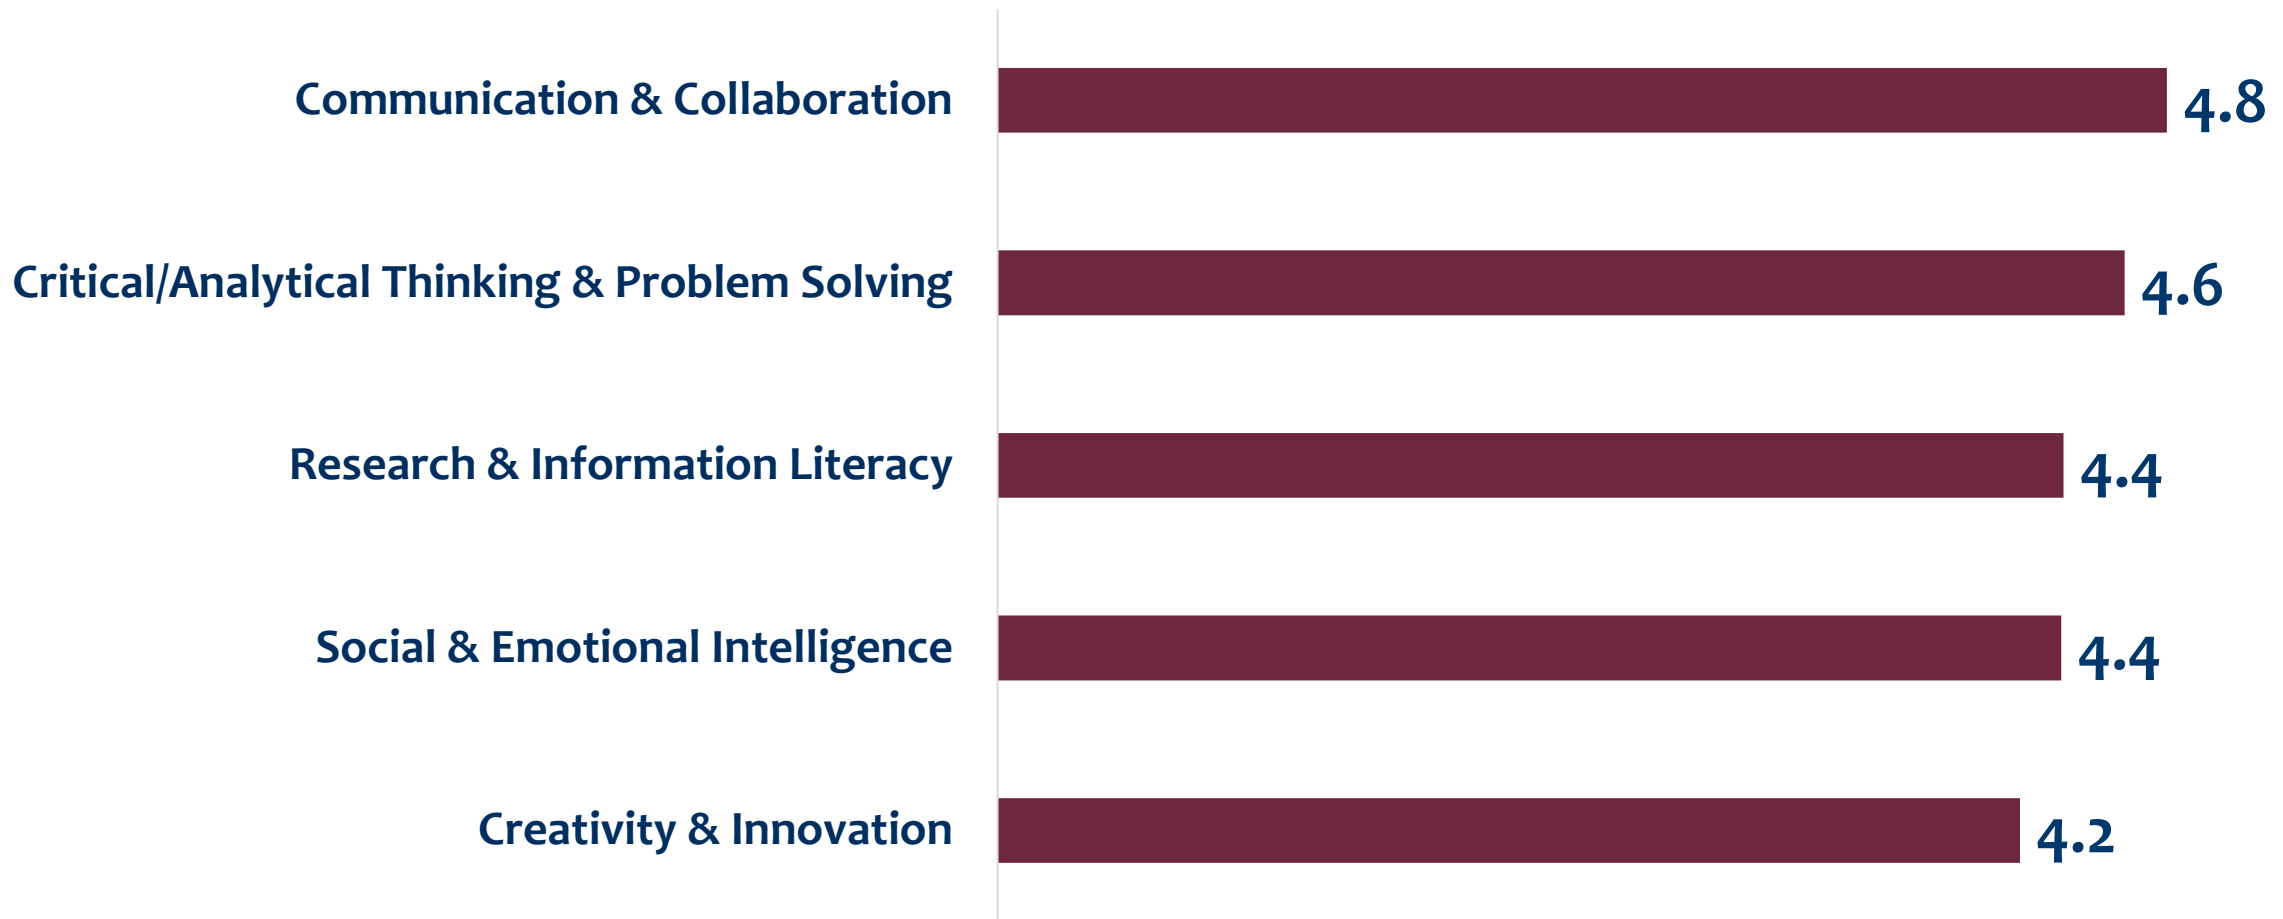 Communication & Collaboration 4.8
Critical/Analytical Thinking & Problem Solving 4.6
Research & Information Literacy 4.4
Social & Emotional Intelligence 4.4
Creativity & Innovation 4.2